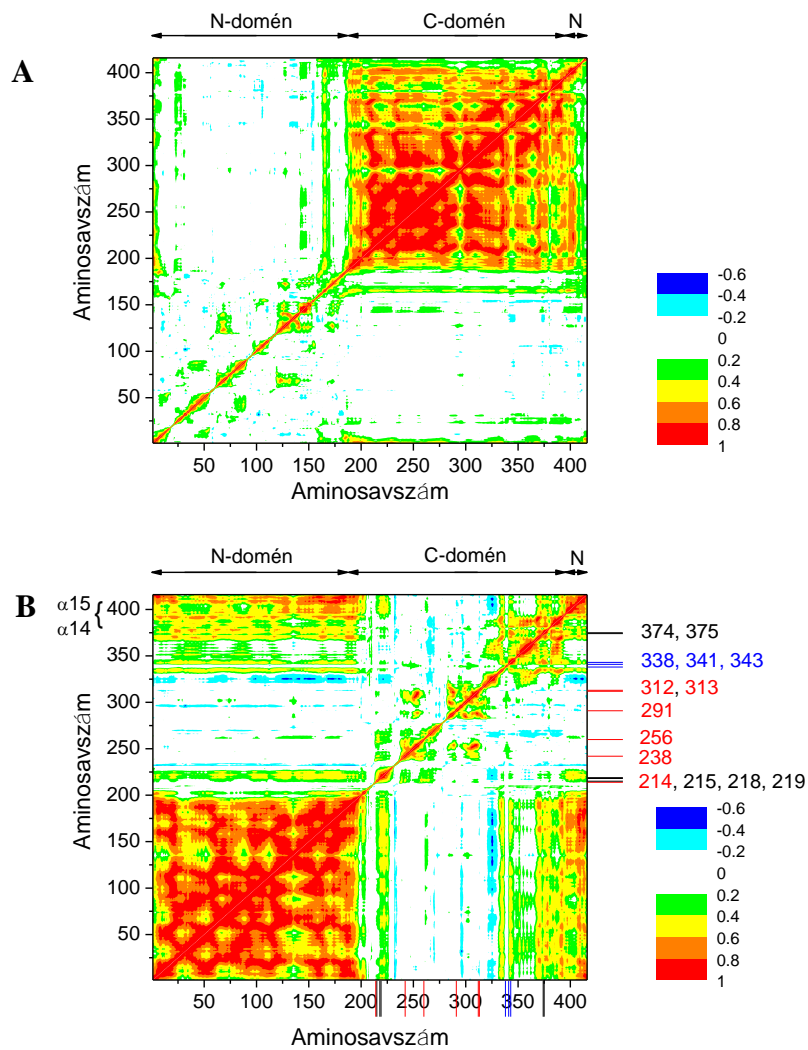 N-domén C-domén N
A
400
350
300
250
200
150
100
50
Aminosavszám
50 100 150 200 250 300 350 400
Aminosavszám
-0.6
-0.4
-0.2
0
0.2
0.4
0.6
0.8
1
N-domén C-domén N
B
α15
α14
{
400
350
300
250
200
150
100
50
Aminosavszám
50 100 150 200 250 300 350 400
Aminosavszám
374, 375
338, 341, 343
312, 313
291
256
238
214, 215, 218, 219
-0.6
-0.4
-0.2
0
0.2
0.4
0.6
0.8
1